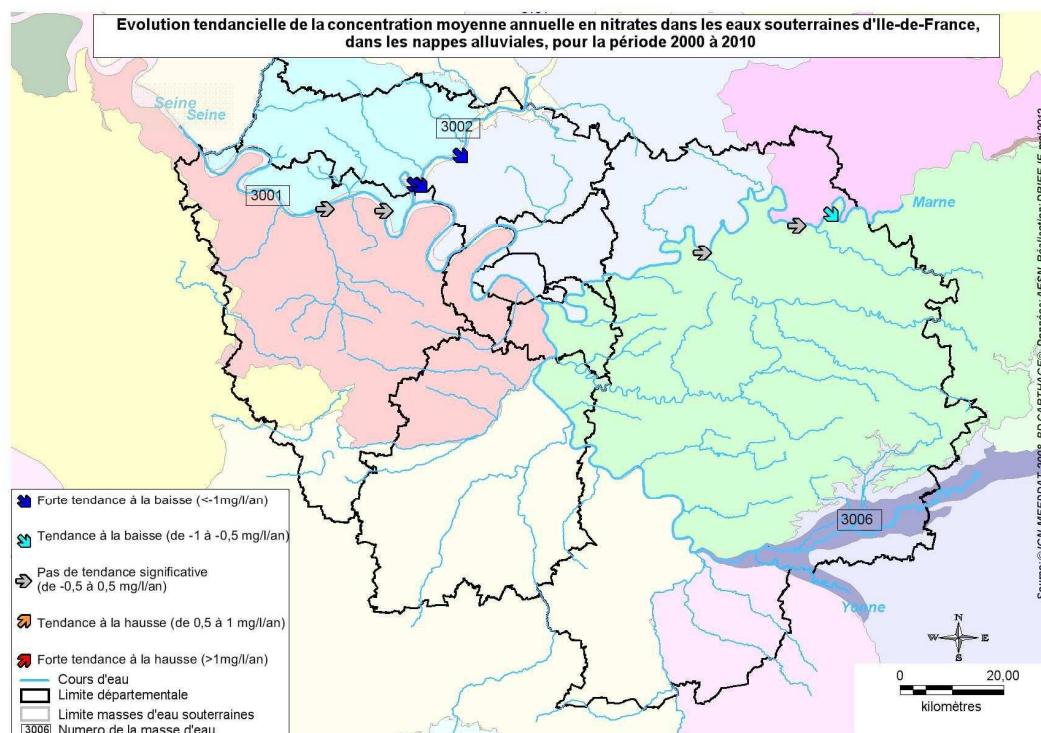 Evolution tendancielle de la concentration moyenne annuelle en nitrates dans les eaux souterraines d'Ile-de-France,
dans les nappes alluviales, pour la période 2000 à 2010
Seine
Seine
3002
3001
Marne
3006
Yonne
N
W E
S
0 20,00
kilomètres
Forte tendance à la baisse (<-1mg/l/an)
Tendance à la baisse (de -1 à -0,5 mg/l/an)
Pas de tendance significative
(de -0,5 à 0,5 mg/l/an)
Tendance à la hausse (de 0,5 à 1 mg/l/an)
Forte tendance à la hausse (>1mg/l/an)
Cours d'eau
Limite départementale
Limite masses d'eau souterraines
3006 Numero de la masse d'eau